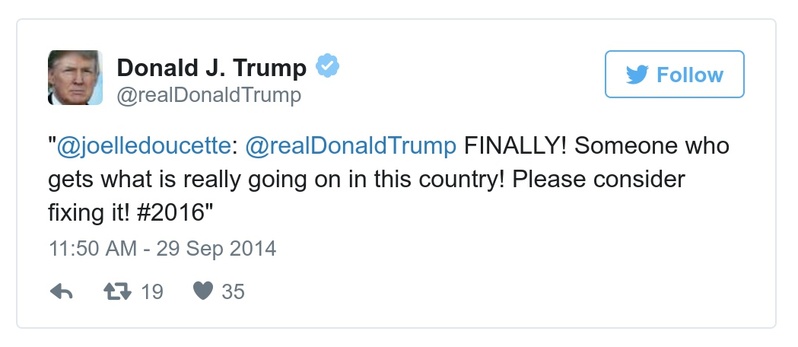 Donald J. Trump
@realDonaldTrump
Follow
"@joelledoucette: @realDonaldTrump FINALLY! Someone who
gets what is really going on in this country! Please consider
fixing it! #2016"
11:50 AM - 29 Sep 2014
19 35